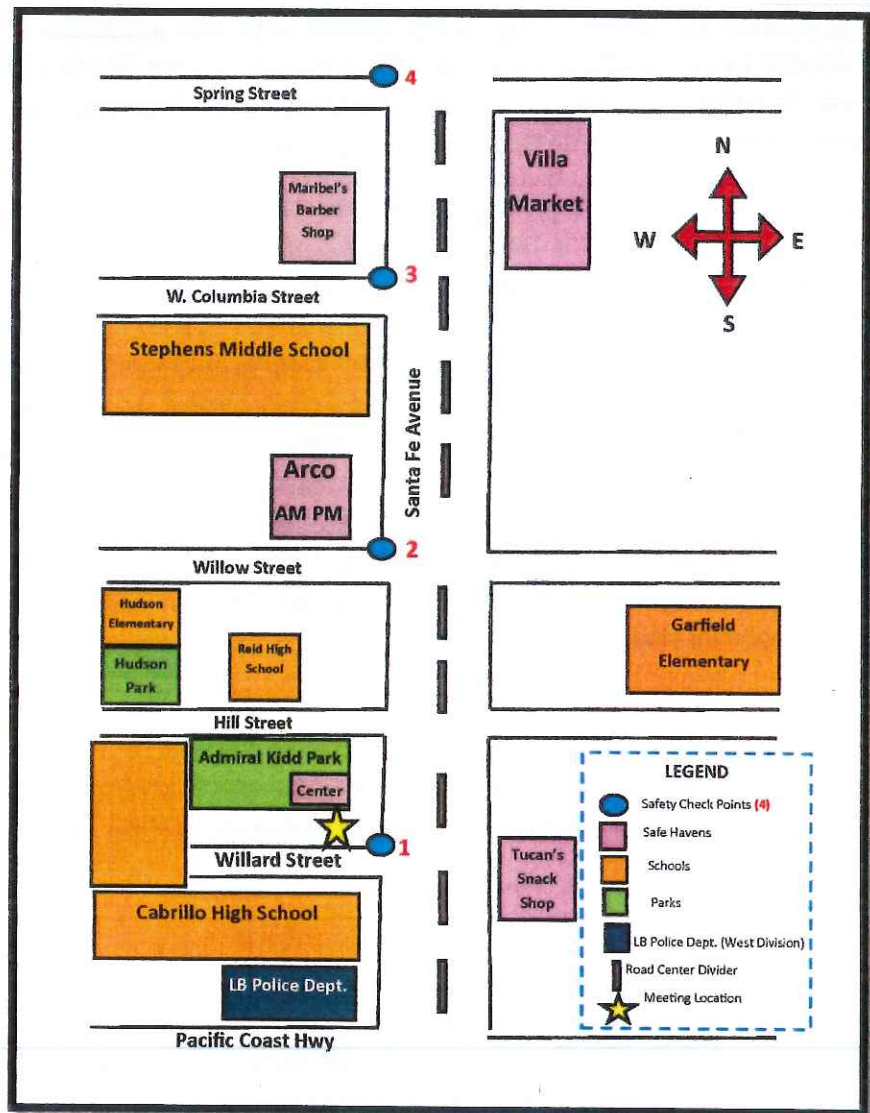 4
Spring Street
Villa
Market
N
W
E
S
Maribel's
Barber
Shop
3
W. Columbia Street
Stephens Middle School
Santa Fe Avenue
Arco
AM PM
2
Willow Street
Hudson
Elementary
Hudson
Park
Reid High
School
Garfield
Elementary
Hill Street
Admiral Kidd Park
Center
1
Willard Street
Cabrillo High School
LB Police Dept.
Pacific Coast Hwy
Tucan's
Snack
Shop
LEGEND
Safety Check Points (4)
Safe Havens
Schools
Parks
LB Police Dept. (West Division)
Road Center Divider
Meeting Location